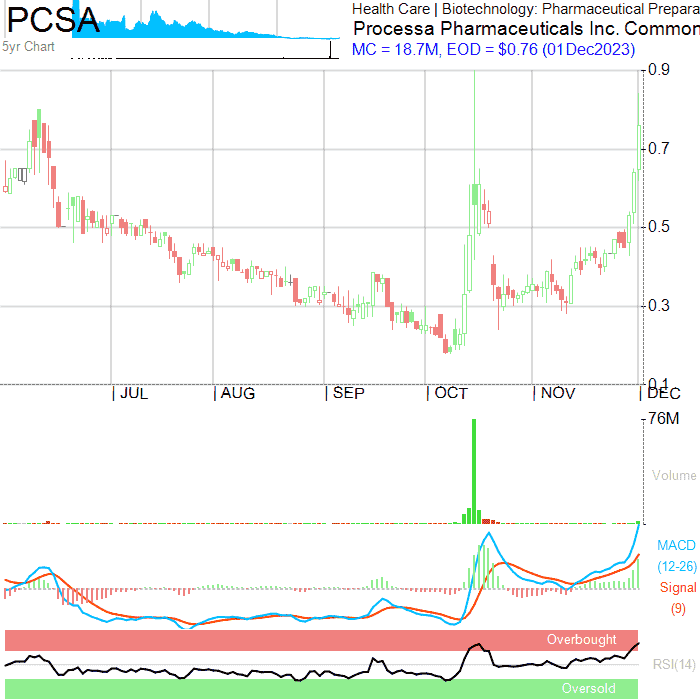 PCSA
5yr Chart
Health Care | Biotechnology: Pharmaceutical Prepara
Processa Pharmaceuticals Inc. Common
MC = 18.7M, EOD = $0.76 (01Dec2023)
0.9
0.7
0.5
0.3
0.1
| JUL | AUG | SEP | OCT | NOV | DEC
76M
Volume
MACD
(12-26)
Signal
(9)
Overbought
RSI(14)
Oversold